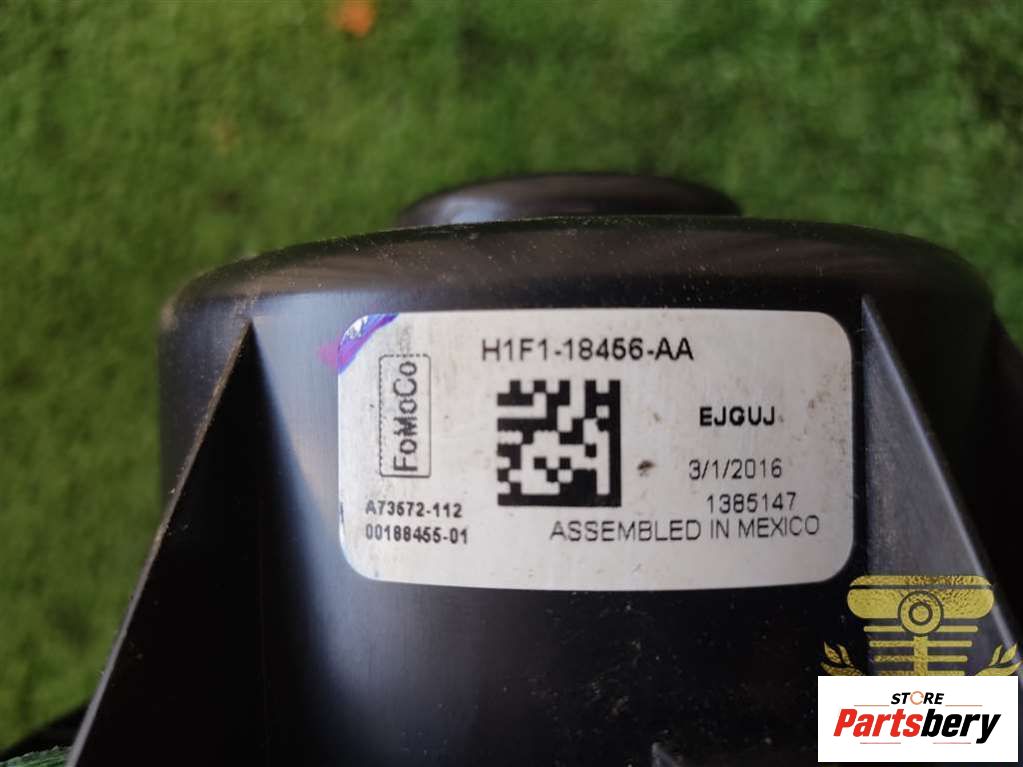 H1F1-18456-AA
FoMoCo
EJGUJ
3/1/2016
1385147
A73572-112
00188455-01
ASSEMBLED IN MEXICO
STORE
Partsbery